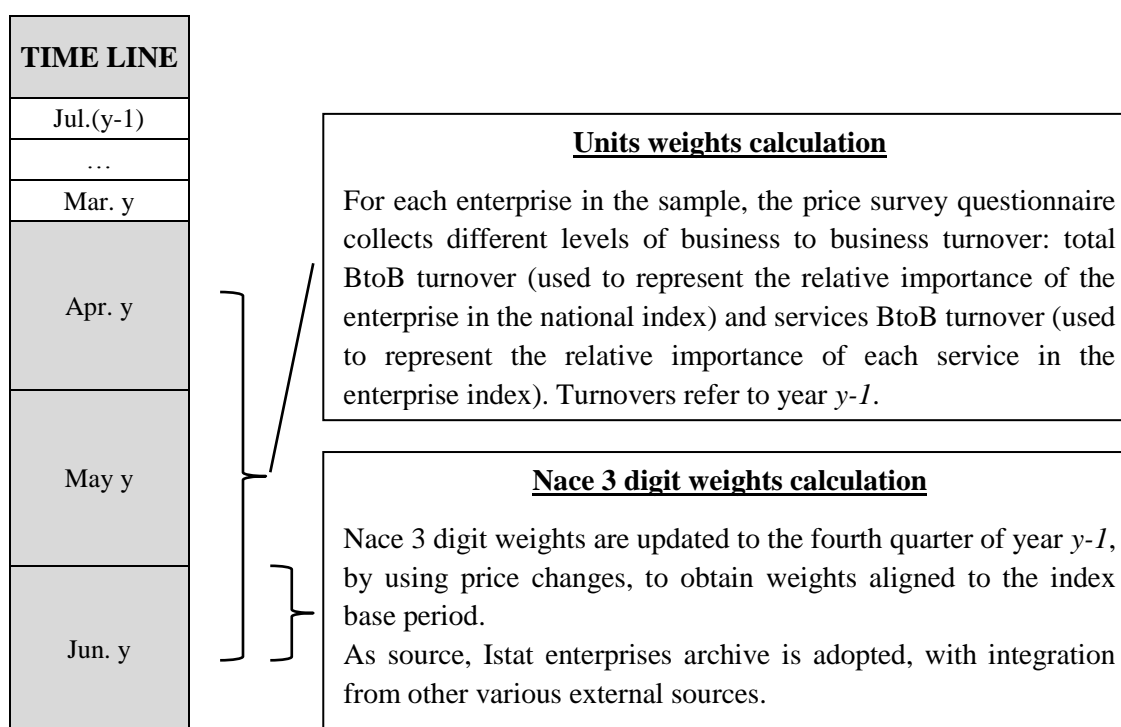 TIME LINE
Jul.(y-1)
…
Mar. y
Apr. y
May y
Jun. y
Units weights calculation
For each enterprise in the sample, the price survey questionnaire
collects different levels of business to business turnover: total
BtoB turnover (used to represent the relative importance of the
enterprise in the national index) and services BtoB turnover (used
to represent the relative importance of each service in the
enterprise index). Turnovers refer to year y-1.
Nace 3 digit weights calculation
Nace 3 digit weights are updated to the fourth quarter of year y-1,
by using price changes, to obtain weights aligned to the index
base period.
As source, Istat enterprises archive is adopted, with integration
from other various external sources.